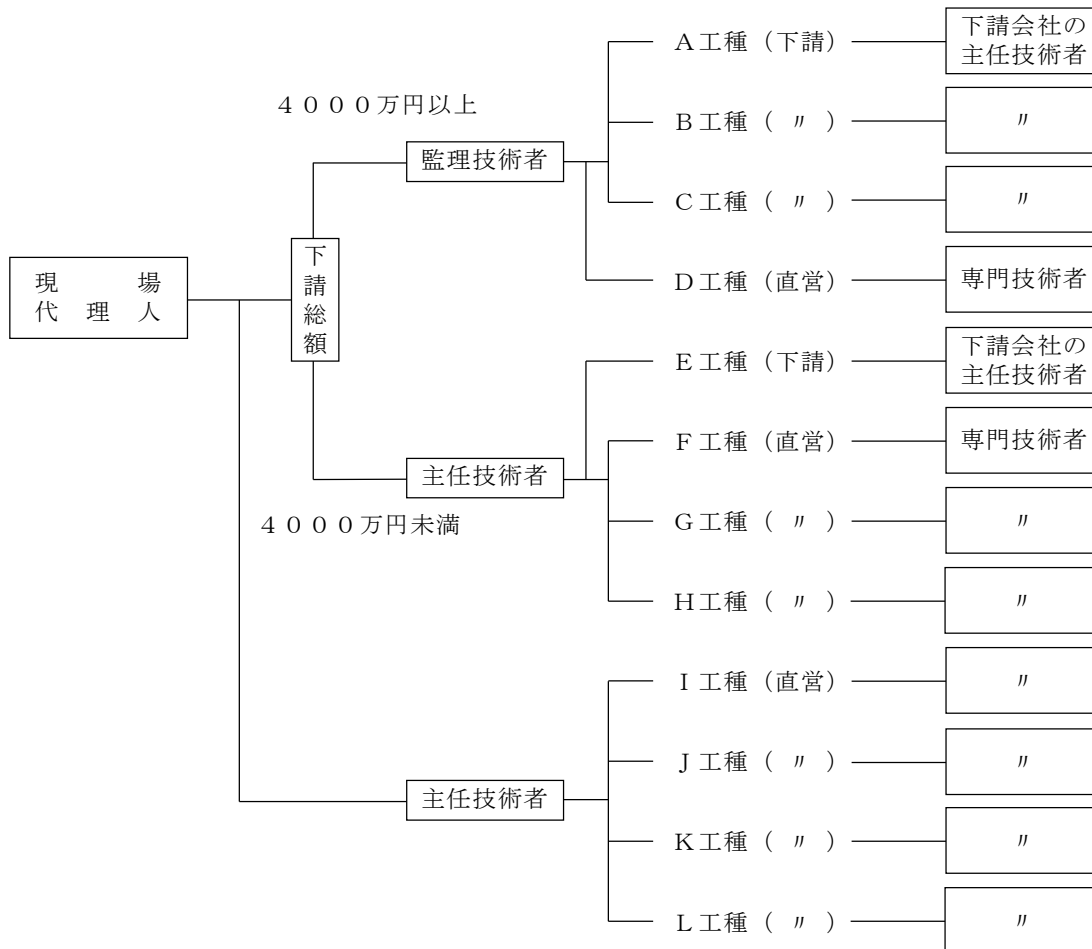 Ａ工種（下請）
下請会社の
主任技術者
４０００万円以上
Ｂ工種（ 〃 ）
〃
監理技術者
Ｃ工種（ 〃 ）
〃
下請総額
現場
代理人
Ｄ工種（直営）
専門技術者
Ｅ工種（下請）
下請会社の
主任技術者
Ｆ工種（直営）
専門技術者
主任技術者
４０００万円未満
Ｇ工種（ 〃 ）
〃
Ｈ工種（ 〃 ）
〃
Ｉ工種（直営）
〃
Ｊ工種（ 〃 ）
〃
主任技術者
Ｋ工種（ 〃 ）
〃
Ｌ工種（ 〃 ）
〃